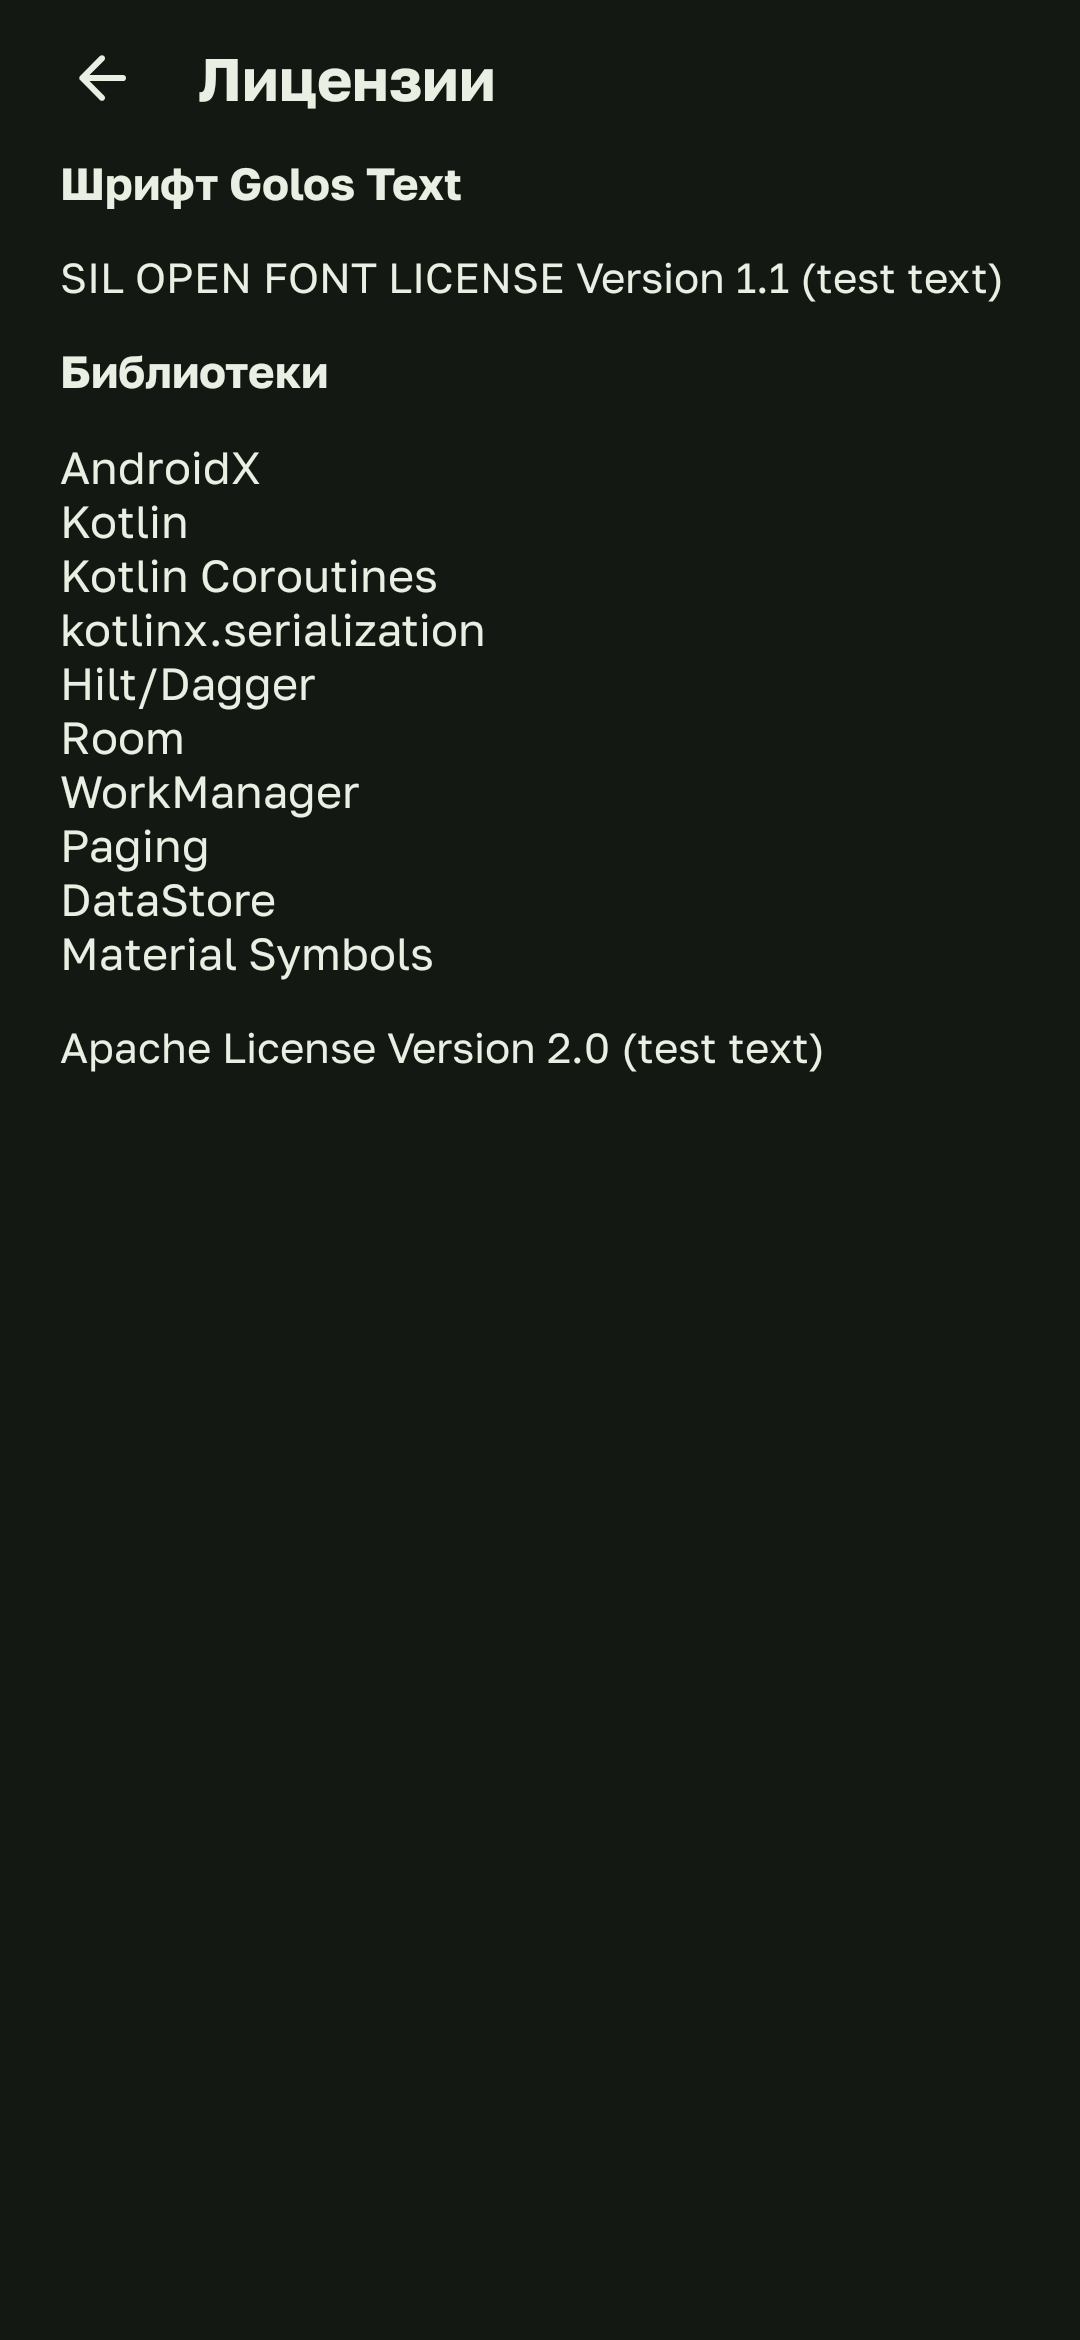 Лицензии
Шрифт Golos Text
SIL OPEN FONT LICENSE Version 1.1 (test text)
Библиотеки
AndroidX
Kotlin
Kotlin Coroutines
kotlinx.serialization
Hilt/Dagger
Room
WorkManager
Paging
DataStore
Material Symbols
Apache License Version 2.0 (test text)